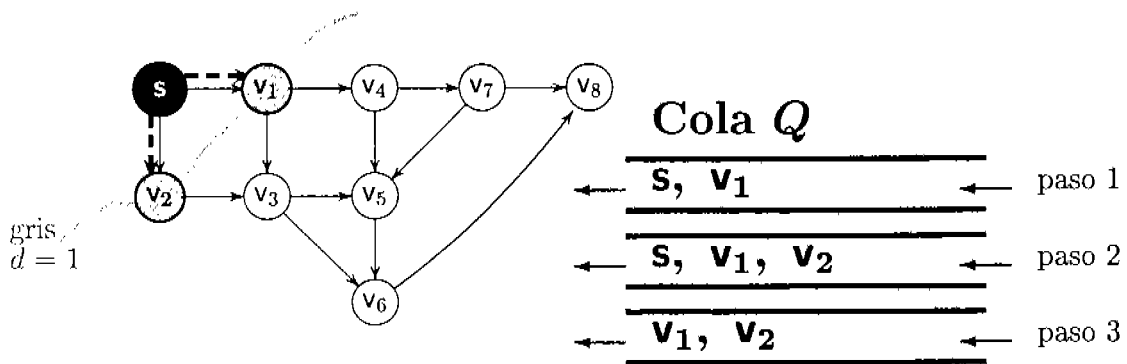 s v₁ v₄ v₇ v₈
v₂ v₃ v₅
gris
d = 1
v₆
Cola Q
s, v₁ paso 1
s, v₁, v₂ paso 2
v₁, v₂ paso 3